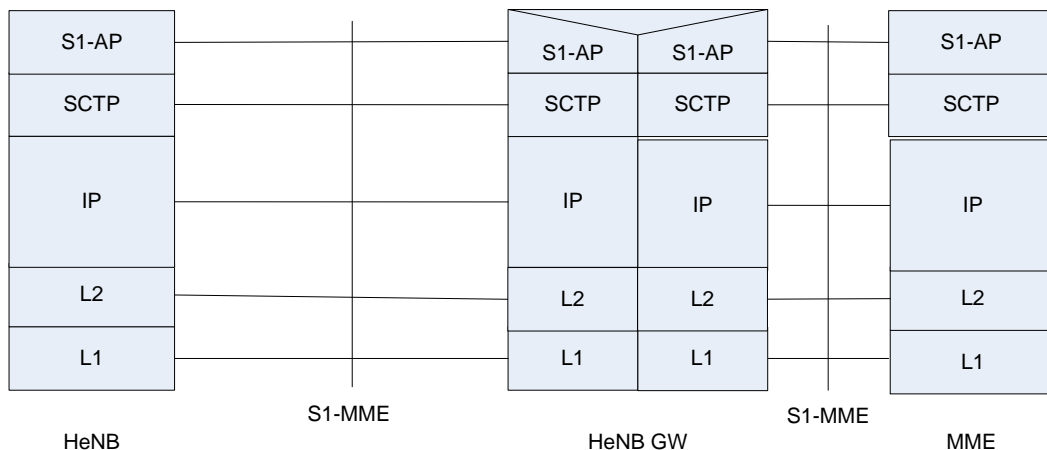 S1-AP S1-AP S1-AP S1-AP
SCTP SCTP SCTP SCTP
IP IP IP IP
L2 L2 L2 L2
L1 L1 L1 L1
S1-MME S1-MME
HeNB HeNB GW MME